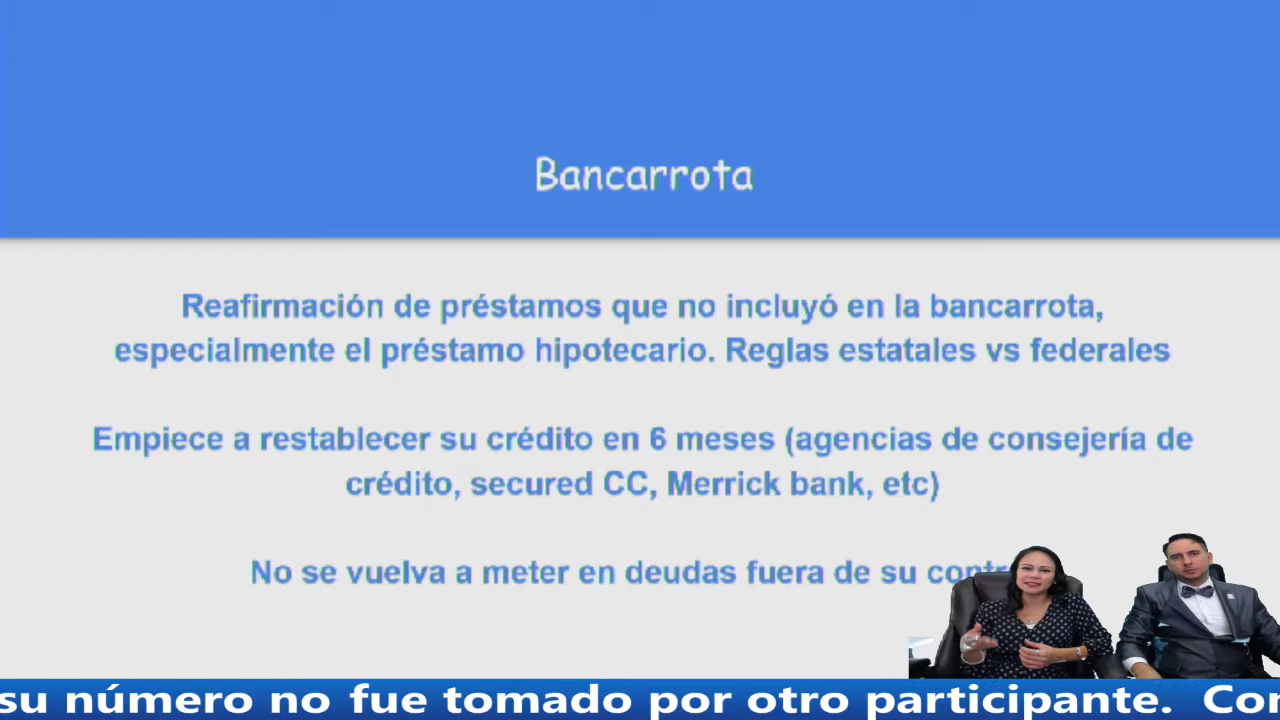 Bancarrota
Reafirmación de préstamos que no incluyó en la bancarrota,
especialmente el préstamo hipotecario. Reglas estatales vs federales
Empiece a restablecer su crédito en 6 meses (agencias de consejería de
crédito, secured CC, Merrick bank, etc)
No se vuelva a meter en deudas fuera de su
su número no fue tomado por otro participante.